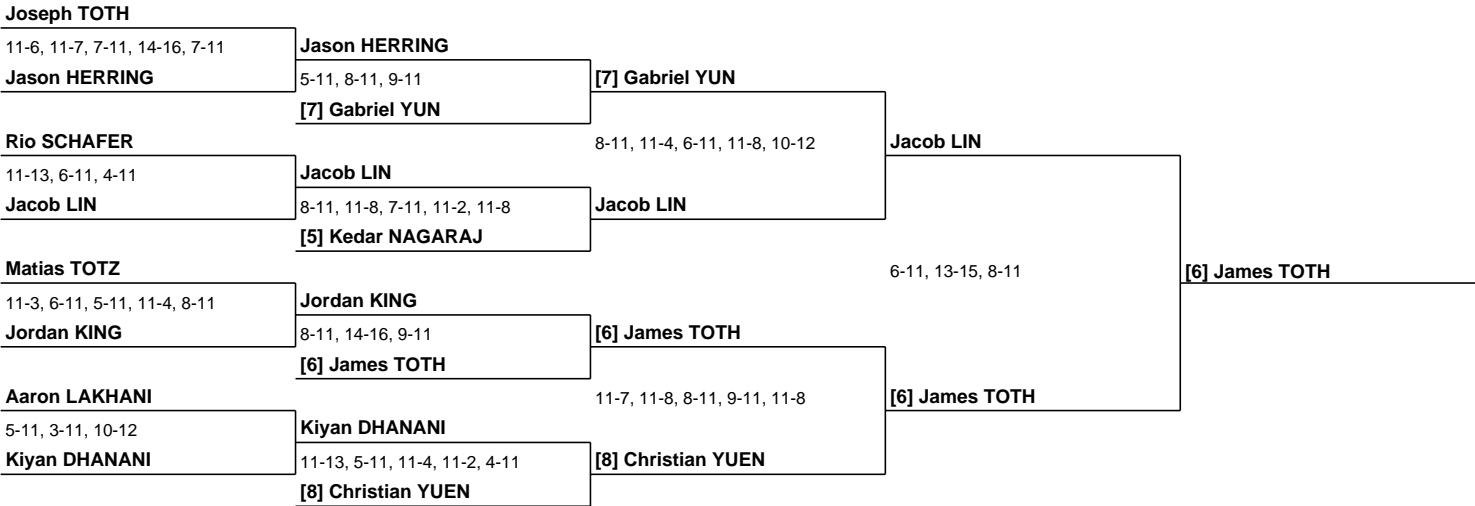 Joseph TOTH
11-6, 11-7, 7-11, 14-16, 7-11
Jason HERRING
Jason HERRING
5-11, 8-11, 9-11
[7] Gabriel YUN
[7] Gabriel YUN
Rio SCHAFER
11-13, 6-11, 4-11
Jacob LIN
Jacob LIN
8-11, 11-8, 7-11, 11-2, 11-8
[5] Kedar NAGARAJ
8-11, 11-4, 6-11, 11-8, 10-12
Jacob LIN
Jacob LIN
Matias TOTZ
11-3, 6-11, 5-11, 11-4, 8-11
Jordan KING
Jordan KING
8-11, 14-16, 9-11
[6] James TOTH
[6] James TOTH
Aaron LAKHANI
5-11, 3-11, 10-12
Kiyan DHANANI
Kiyan DHANANI
11-13, 5-11, 11-4, 11-2, 4-11
[8] Christian YUEN
11-7, 11-8, 8-11, 9-11, 11-8
[8] Christian YUEN
[6] James TOTH
6-11, 13-15, 8-11
[6] James TOTH